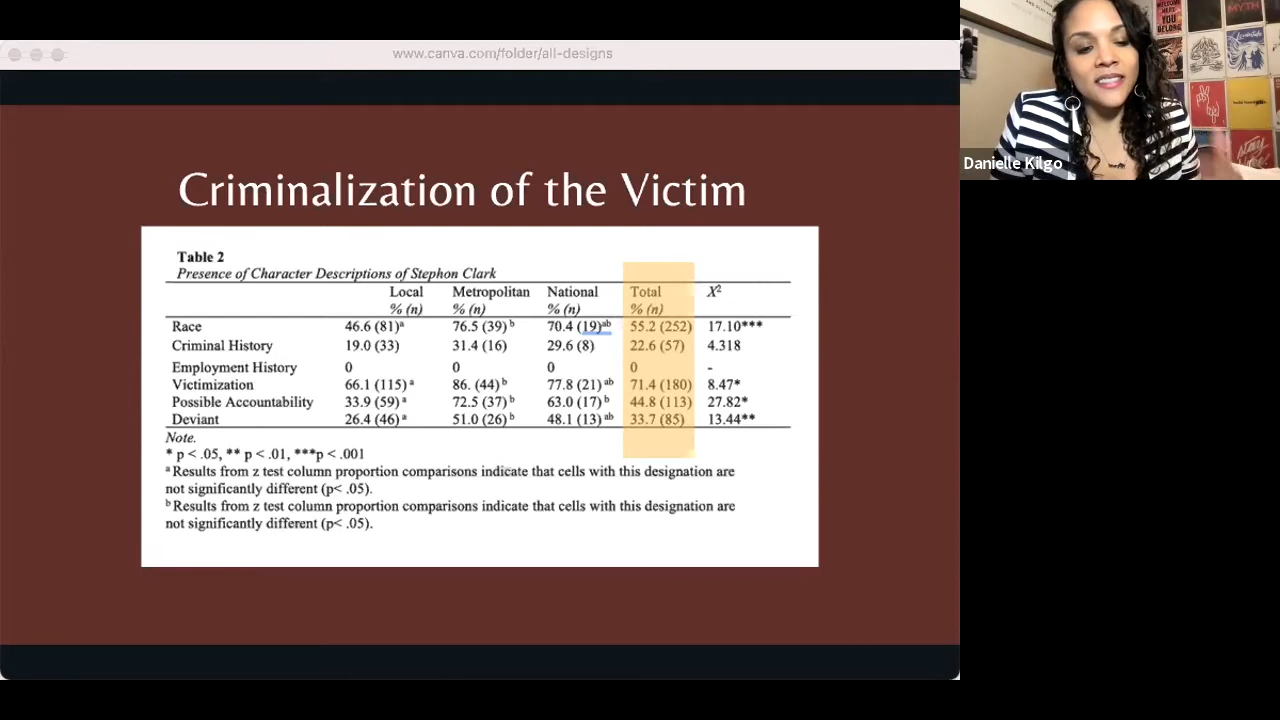 www.canva.com/folder/all-designs
Criminalization of the Victim
Table 2
Presence of Character Descriptions of Stephon Clark
Local Metropolitan National Total X²
% (n) % (n) % (n) % (n)
Race 46.6 (81)ᵃ 76.5 (39) ᵇ 70.4 (19)ᵃᵇ 55.2 (252) 17.10***
Criminal History 19.0 (33) 31.4 (16) 29.6 (8) 22.6 (57) 4.318
Employment History 0 0 0 0 -
Victimization 66.1 (115) ᵃ 86. (44) ᵇ 77.8 (21) ᵃᵇ 71.4 (180) 8.47*
Possible Accountability 33.9 (59) ᵃ 72.5 (37) ᵇ 63.0 (17) ᵇ 44.8 (113) 27.82*
Deviant 26.4 (46) ᵃ 51.0 (26) ᵇ 48.1 (13) ᵃᵇ 33.7 (85) 13.44**
Note.
* p < .05, ** p < .01, ***p < .001
ᵃ Results from z test column proportion comparisons indicate that cells with this designation are
not significantly different (p< .05).
ᵇ Results from z test column proportion comparisons indicate that cells with this designation are
not significantly different (p< .05).
Danielle Kilgo
WELCOME
HERE
YOU
BELONG
MYTH